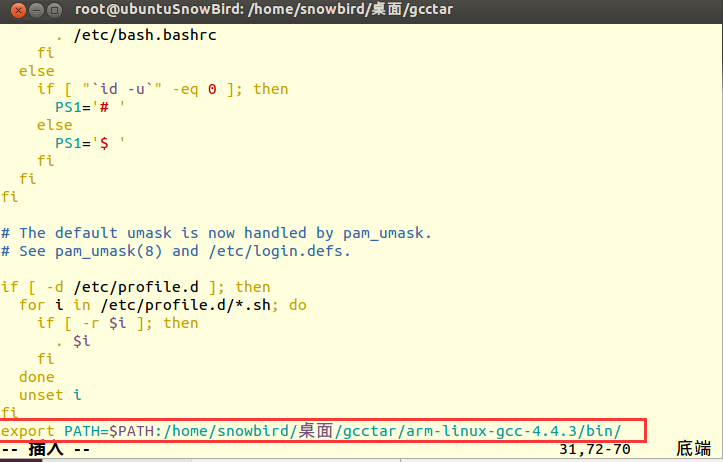 root@ubuntuSnowBird: /home/snowbird/桌面/gcctar
      . /etc/bash.bashrc
    fi
  else
    if [ "`id -u`" -eq 0 ]; then
      PS1='# '
    else
      PS1='$ '
    fi
  fi
fi

# The default umask is now handled by pam_umask.
# See pam_umask(8) and /etc/login.defs.

if [ -d /etc/profile.d ]; then
  for i in /etc/profile.d/*.sh; do
    if [ -r $i ]; then
      . $i
    fi
  done
  unset i
fi
export PATH=$PATH:/home/snowbird/桌面/gcctar/arm-linux-gcc-4.4.3/bin/
-- 插入 -- 31,72-70 底端